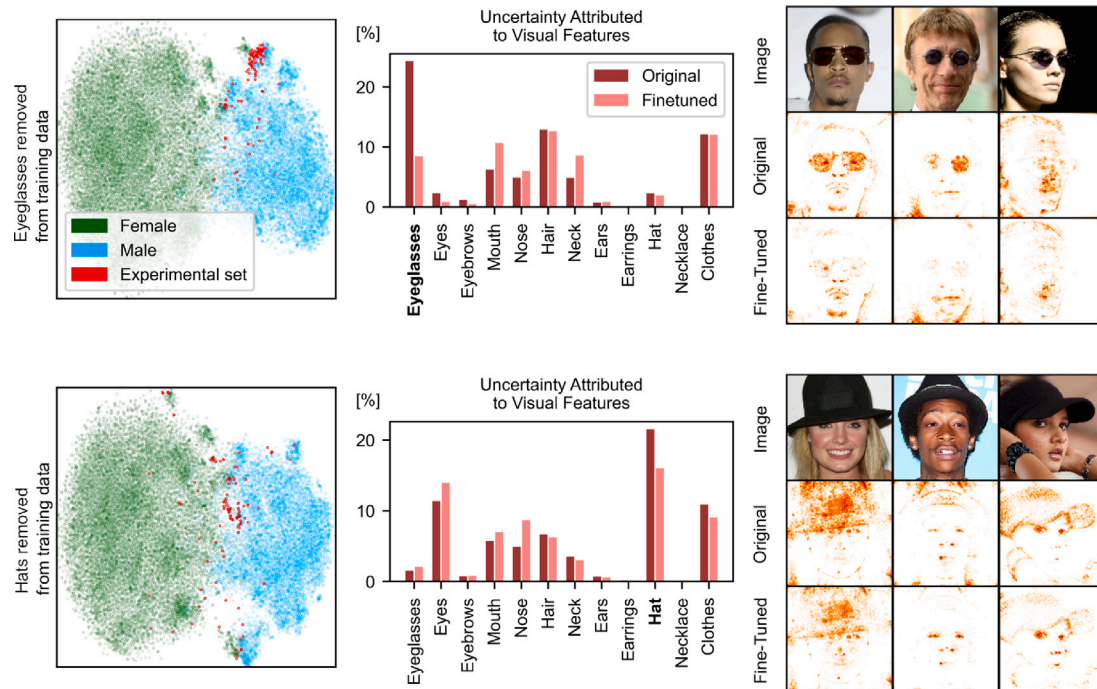 Eyeglasses removed
from training data
Female
Male
Experimental set
Uncertainty Attributed
to Visual Features
[%]
20
10
0
Original
Finetuned
Eyeglasses
Eyes
Eyebrows
Mouth
Nose
Hair
Neck
Ears
Earrings
Hat
Necklace
Clothes
Image
Original
Fine-Tuned
Hats removed
from training data
Uncertainty Attributed
to Visual Features
[%]
20
10
0
Eyeglasses
Eyes
Eyebrows
Mouth
Nose
Hair
Neck
Ears
Earrings
Hat
Necklace
Clothes
Image
Original
Fine-Tuned